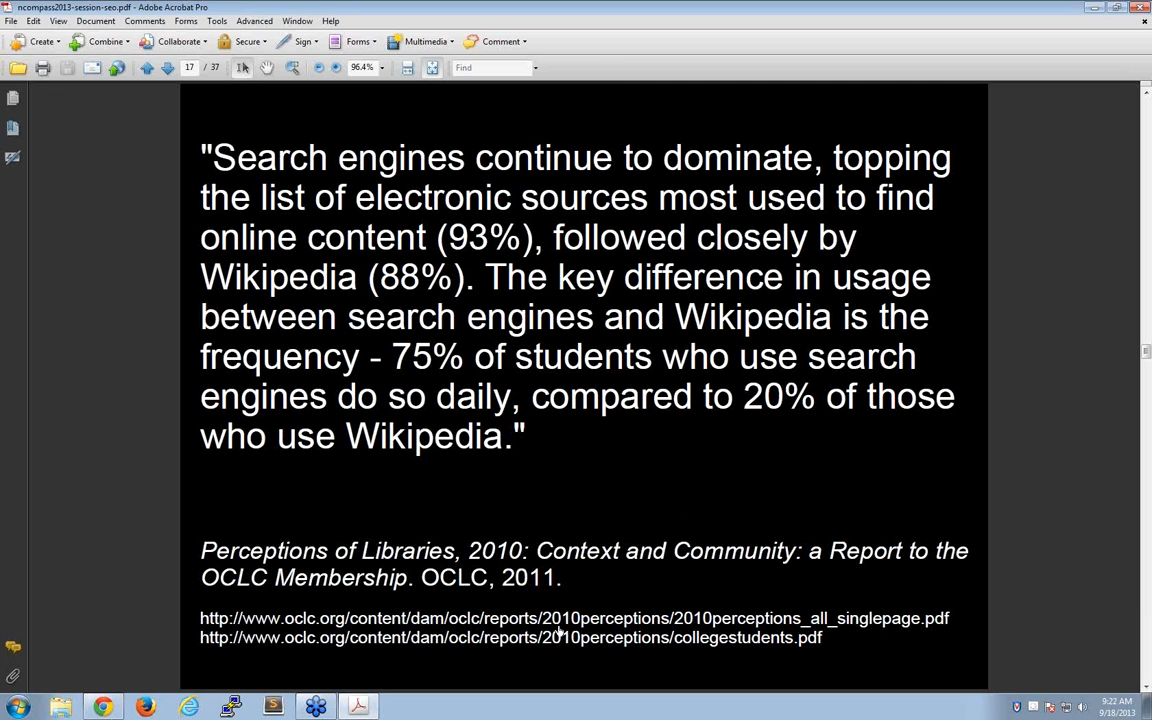 ncompass2013-session-seo.pdf - Adobe Acrobat Pro
File Edit View Document Comments Forms Tools Advanced Window Help
Create Combine Collaborate Secure Sign Forms Multimedia Comment
17 / 37 96.4% Find
"Search engines continue to dominate, topping
the list of electronic sources most used to find
online content (93%), followed closely by
Wikipedia (88%). The key difference in usage
between search engines and Wikipedia is the
frequency - 75% of students who use search
engines do so daily, compared to 20% of those
who use Wikipedia."
Perceptions of Libraries, 2010: Context and Community: a Report to the
OCLC Membership. OCLC, 2011.
http://www.oclc.org/content/dam/oclc/reports/2010perceptions/2010perceptions_all_singlepage.pdf
http://www.oclc.org/content/dam/oclc/reports/2010perceptions/collegestudents.pdf
9:22 AM
9/18/2013